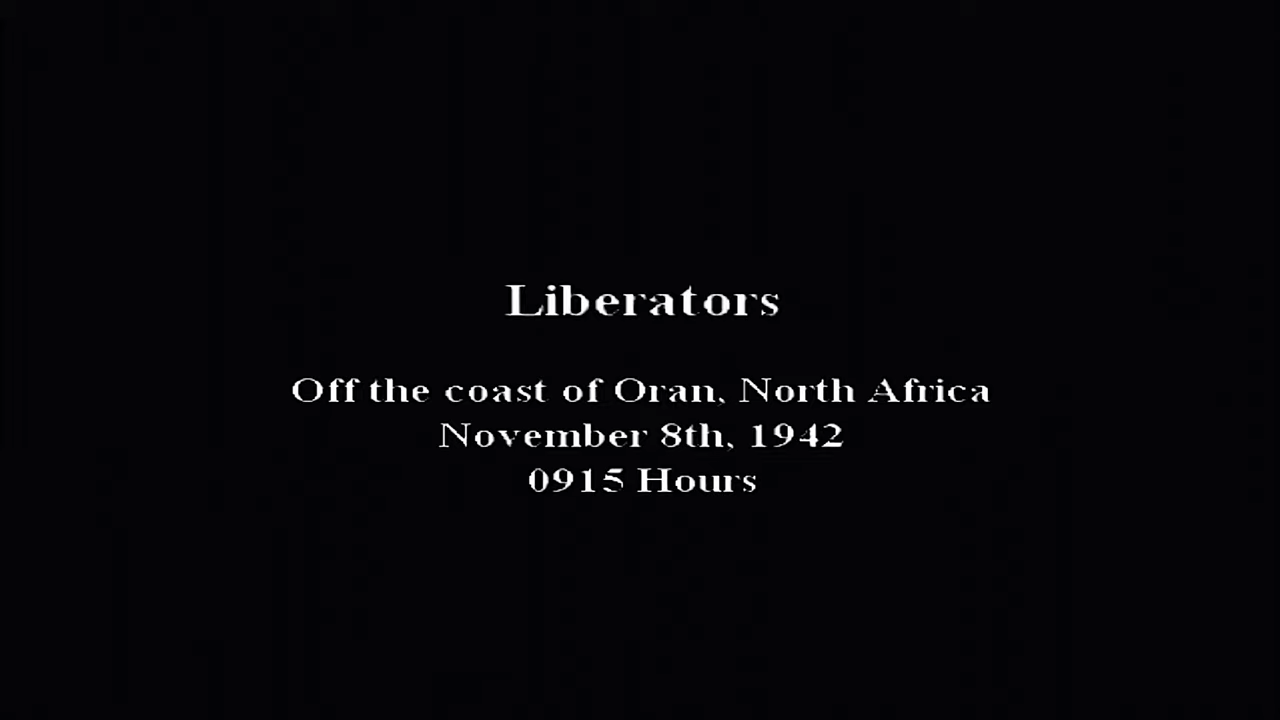 Liberators
Off the coast of Oran, North Africa
November 8th, 1942
0915 Hours